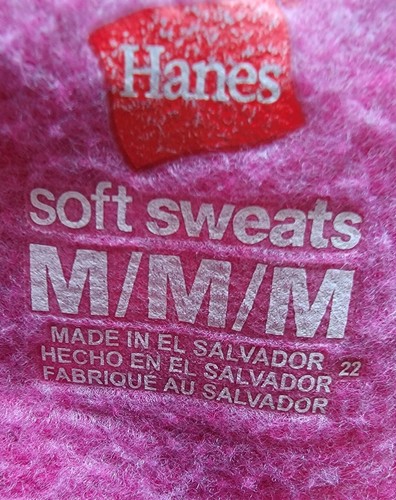 Hanes
soft sweats
M/M/M
MADE IN EL SALVADOR
HECHO EN EL SALVADOR 22
FABRIQUÉ AU SALVADOR